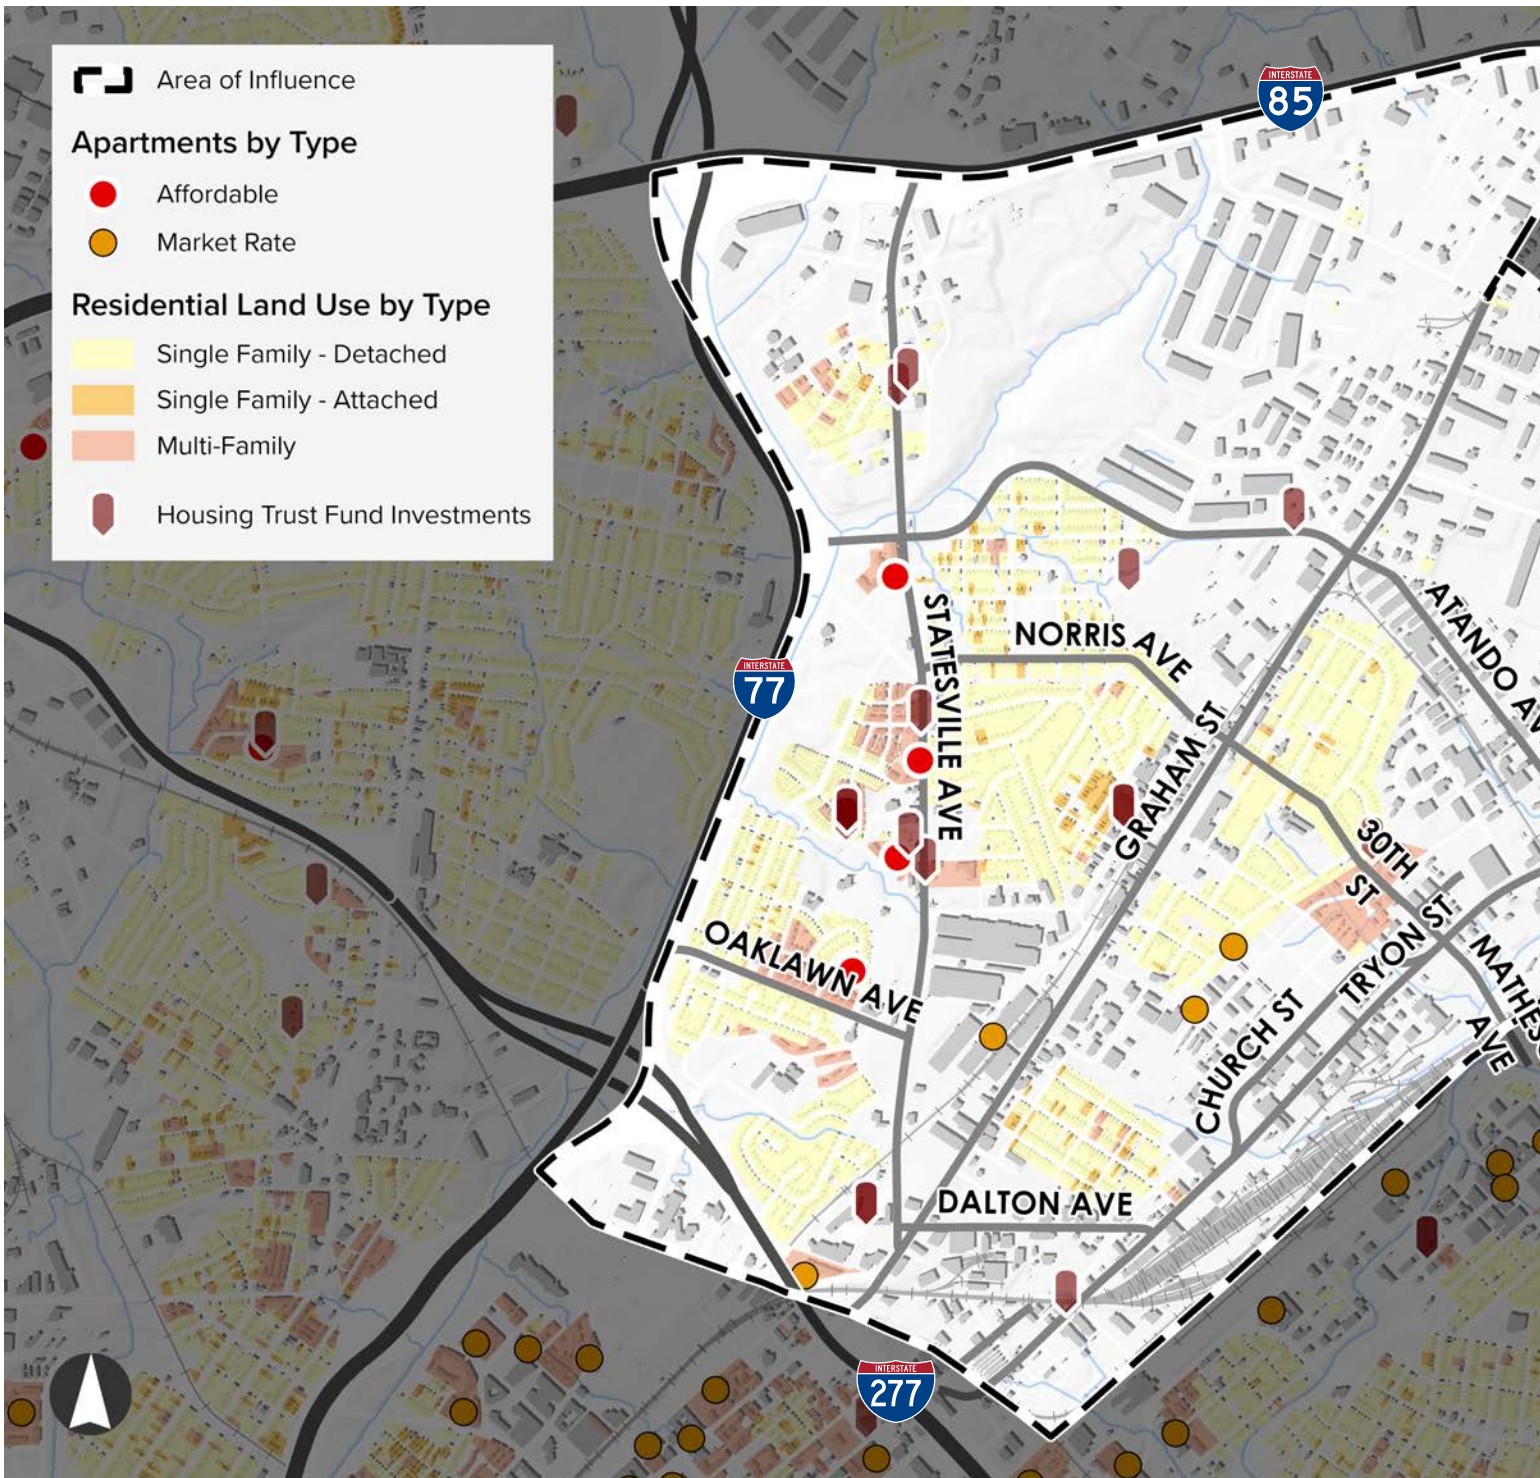 Area of Influence
Apartments by Type
Affordable
Market Rate
Residential Land Use by Type
Single Family - Detached
Single Family - Attached
Multi-Family
Housing Trust Fund Investments
INTERSTATE
85
INTERSTATE
77
INTERSTATE
277
STATESVILLE AVE
NORRIS AVE
GRAHAM ST
ATANDO AV
30TH
ST
OAKLAWN AVE
TRYON ST
CHURCH ST
MATHES
AVE
DALTON AVE